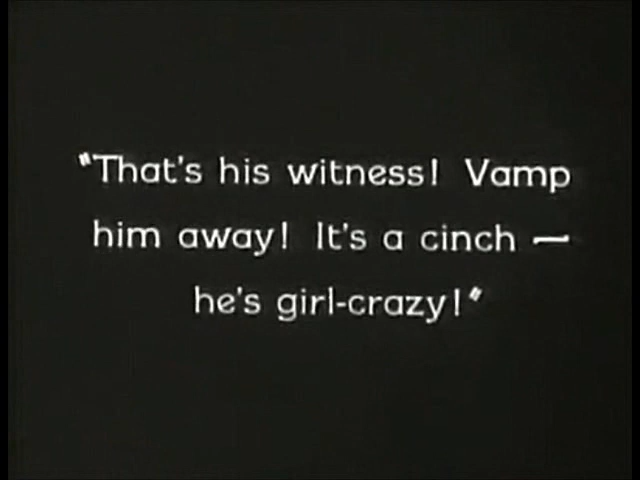 "That's his witness! Vamp
him away! It's a cinch —
he's girl-crazy!"